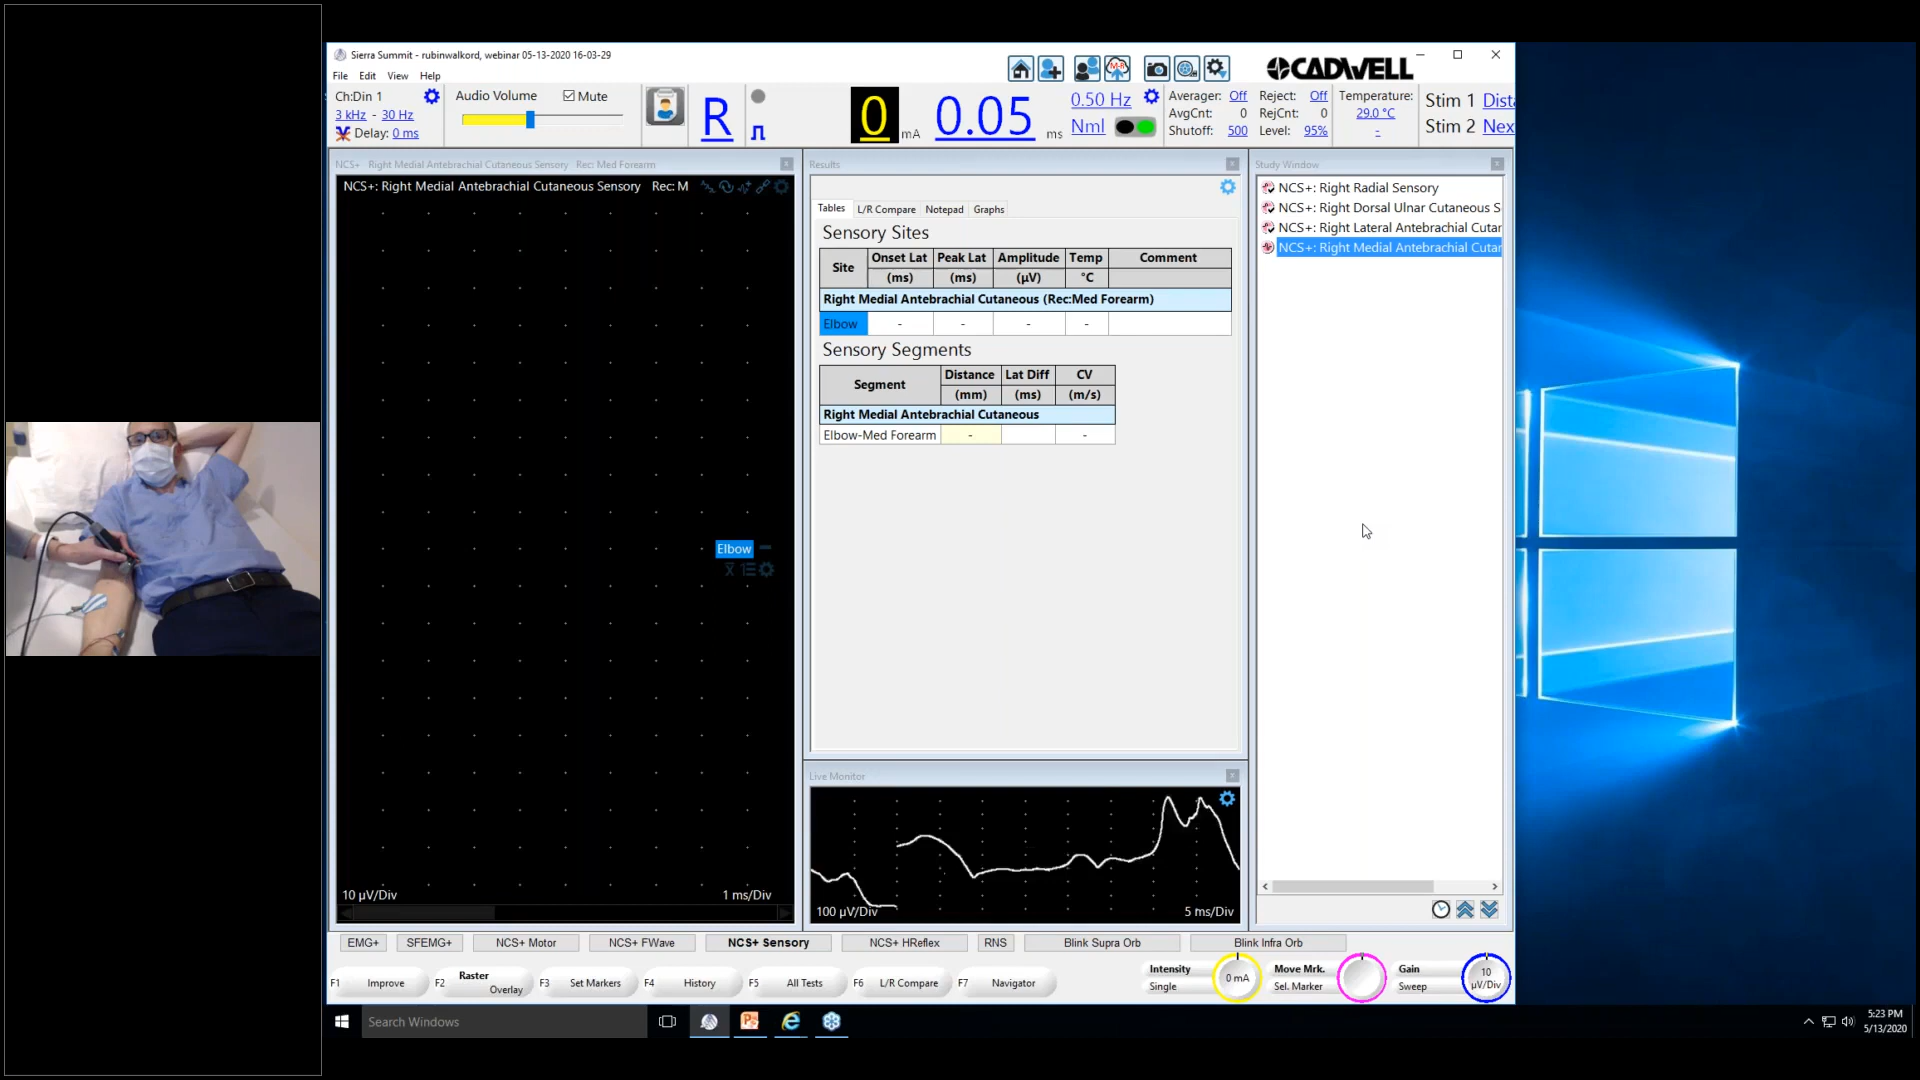 Sierra Summit - rubinwalkord, webinar 05-13-2020 16-03-29
File Edit View Help
CADWELL
Ch:Din 1
3 kHz - 30 Hz
Delay: 0 ms
Audio Volume
Mute
R
0 mA
0.05 ms
0.50 Hz
Nml
Averager: Off
AvgCnt: 0
Shutoff: 500
Reject: Off
RejCnt: 0
Level: 95%
Temperature:
29.0 °C
-
Stim 1 Dista
Stim 2 Nex
NCS+ Right Medial Antebrachial Cutaneous Sensory Rec: Med Forearm
NCS+: Right Medial Antebrachial Cutaneous Sensory Rec: M
Elbow
10 µV/Div
1 ms/Div
Results
Tables L/R Compare Notepad Graphs
Sensory Sites
Site Onset Lat Peak Lat Amplitude Temp Comment
(ms) (ms) (µV) °C
Right Medial Antebrachial Cutaneous (Rec:Med Forearm)
Elbow - - - -
Sensory Segments
Segment Distance Lat Diff CV
(mm) (ms) (m/s)
Right Medial Antebrachial Cutaneous
Elbow-Med Forearm - -
Live Monitor
100 µV/Div
5 ms/Div
Study Window
NCS+: Right Radial Sensory
NCS+: Right Dorsal Ulnar Cutaneous S
NCS+: Right Lateral Antebrachial Cutar
NCS+: Right Medial Antebrachial Cutar
EMG+ SFEMG+ NCS+ Motor NCS+ FWave NCS+ Sensory NCS+ HReflex RNS Blink Supra Orb Blink Infra Orb
F1 Improve
F2 Raster Overlay
F3 Set Markers
F4 History
F5 All Tests
F6 L/R Compare
F7 Navigator
Intensity
Single
0 mA
Move Mrk.
Sel. Marker
Gain
Sweep
10
µV/Div
Search Windows
5:23 PM
5/13/2020